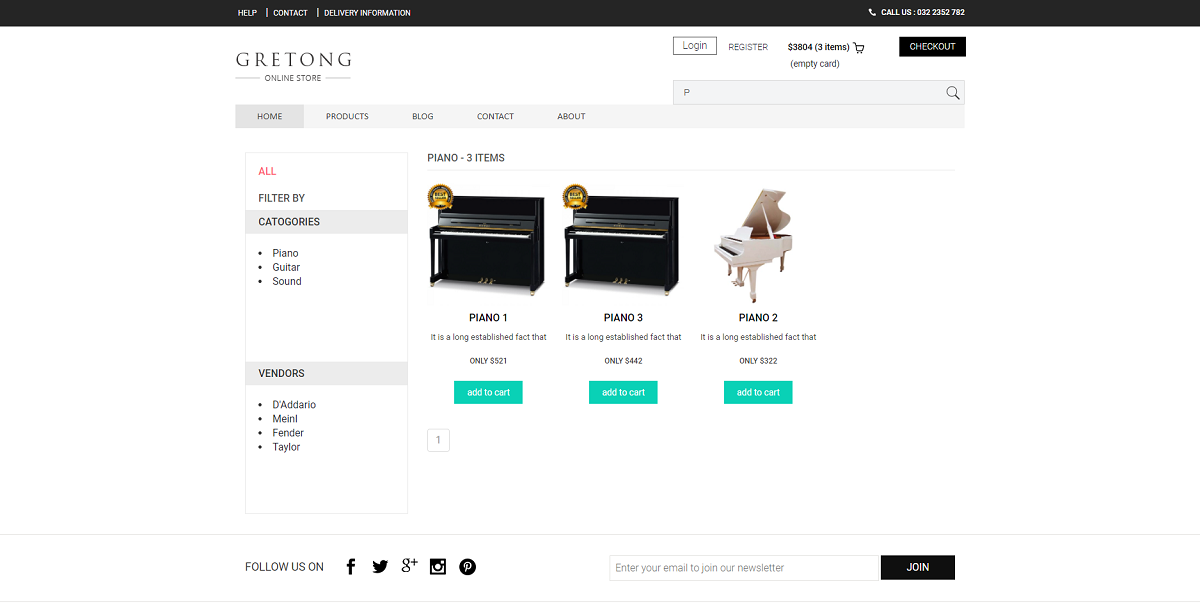 HELP CONTACT DELIVERY INFORMATION
CALL US : 032 2352 782
GRETONG
ONLINE STORE
Login REGISTER $3804 (3 items) CHECKOUT
(empty card)
P
HOME PRODUCTS BLOG CONTACT ABOUT
ALL
FILTER BY
CATOGORIES
• Piano
• Guitar
• Sound
VENDORS
• D'Addario
• Meinl
• Fender
• Taylor
PIANO - 3 ITEMS
BEST
PIANO 1
It is a long established fact that
ONLY $521
add to cart
BEST
PIANO 3
It is a long established fact that
ONLY $442
add to cart
PIANO 2
It is a long established fact that
ONLY $322
add to cart
1
FOLLOW US ON
Enter your email to join our newsletter JOIN